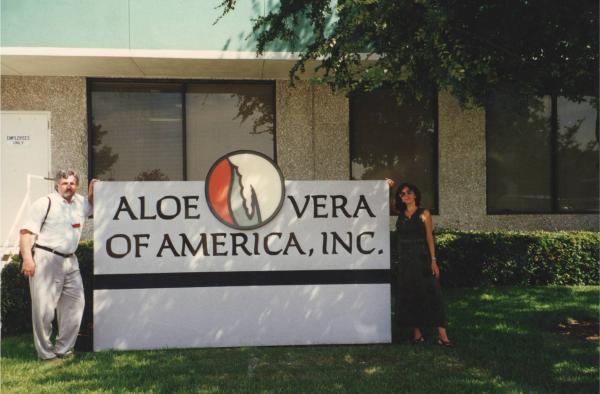 EMPLOYEES
ONLY
ALOE VERA
OF AMERICA, INC.